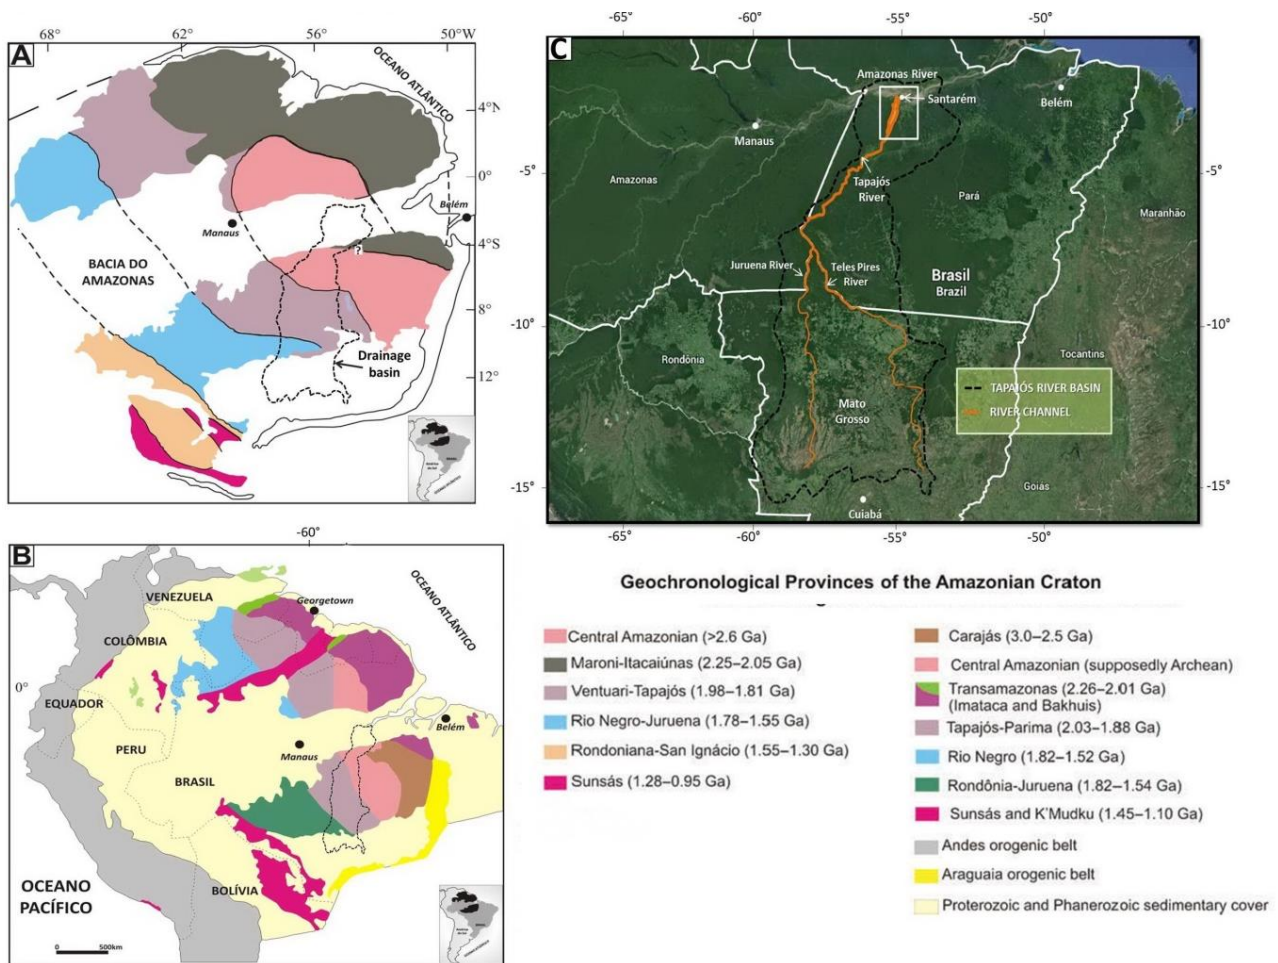 A
68°
62°
56°
50°W
OCEANO ATLÂNTICO
4°N
0°
Belém
Manaus
4°S
?
BACIA DO
AMAZONAS
8°
Drainage
basin
12°
C
-65°
-60°
-55°
-50°
Amazonas River
Santarém
Belém
Manaus
-5°
Amazonas
Tapajós
River
Pará
Maranhão
Juruena River
Teles Pires
River
Brasil
Brazil
-10°
Rondônia
Tocantins
TAPAJÓS RIVER BASIN
RIVER CHANNEL
Mato
Grosso
-15°
Goiás
Cuiabá
-5°
-10°
-15°
-65°
-60°
-55°
-50°
B
-60°
OCEANO ATLÂNTICO
VENEZUELA
Georgetown
COLÔMBIA
0°
EQUADOR
Belém
Manaus
PERU
BRASIL
BOLÍVIA
OCEANO
PACÍFICO
0
500km
Geochronological Provinces of the Amazonian Craton
Central Amazonian (>2.6 Ga)
Maroni-Itacaiúnas (2.25–2.05 Ga)
Ventuari-Tapajós (1.98–1.81 Ga)
Rio Negro-Juruena (1.78–1.55 Ga)
Rondoniana-San Ignácio (1.55–1.30 Ga)
Sunsás (1.28–0.95 Ga)
Carajás (3.0–2.5 Ga)
Central Amazonian (supposedly Archean)
Transamazonas (2.26–2.01 Ga)
(Imataca and Bakhuis)
Tapajós-Parima (2.03–1.88 Ga)
Rio Negro (1.82–1.52 Ga)
Rondônia-Juruena (1.82–1.54 Ga)
Sunsás and K´Mudku (1.45–1.10 Ga)
Andes orogenic belt
Araguaia orogenic belt
Proterozoic and Phanerozoic sedimentary cover